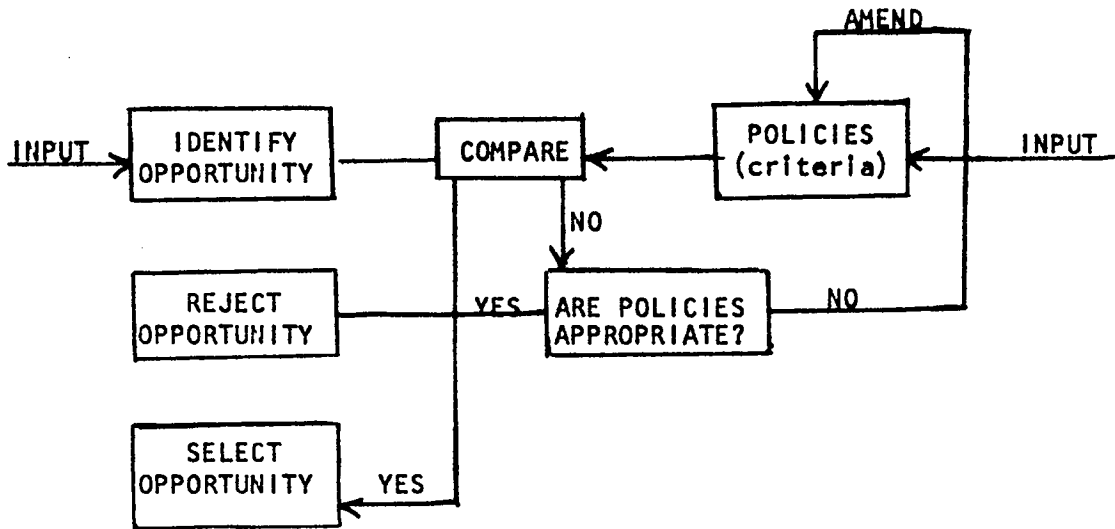 AMEND
INPUT
IDENTIFY
OPPORTUNITY
COMPARE
POLICIES
(criteria)
INPUT
NO
REJECT
OPPORTUNITY
YES
ARE POLICIES
APPROPRIATE?
NO
SELECT
OPPORTUNITY
YES